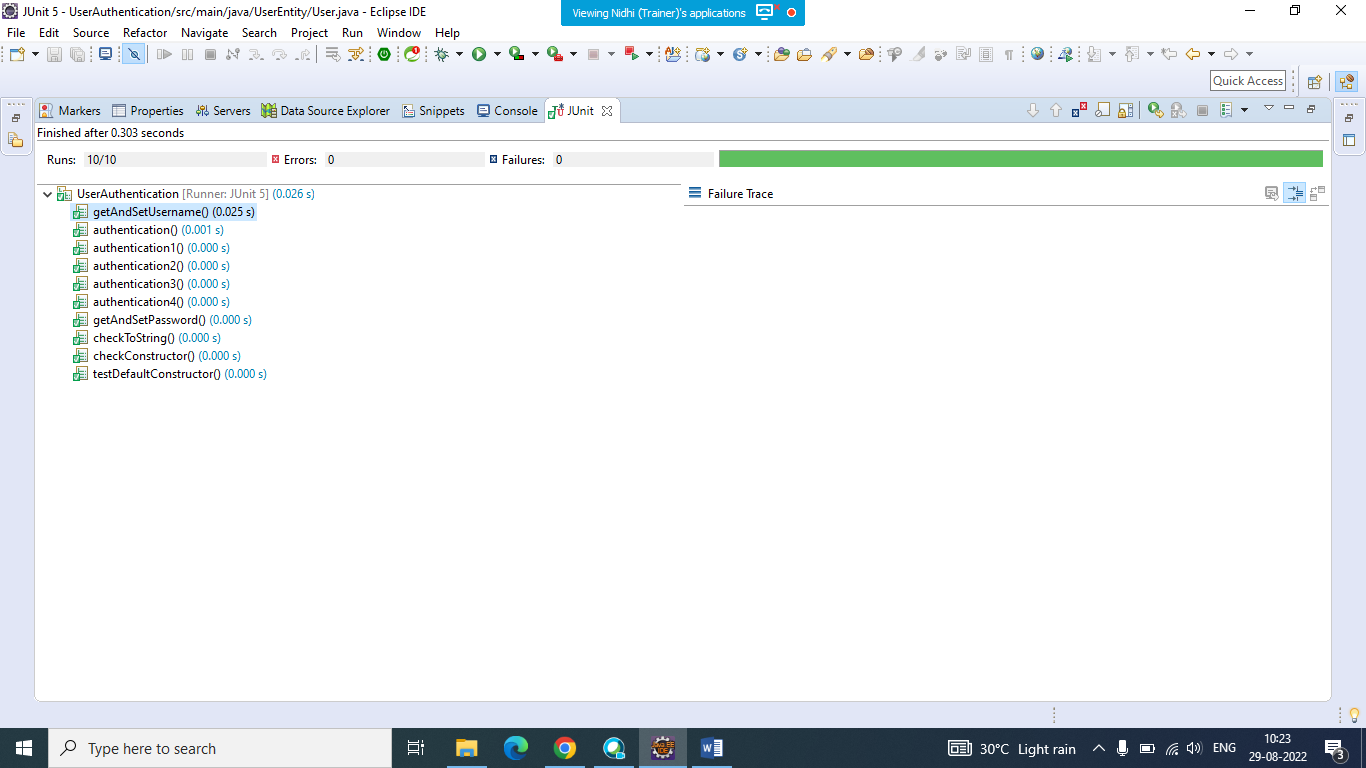 JUnit 5 - UserAuthentication/src/main/java/UserEntity/User.java - Eclipse IDE
Viewing Nidhi (Trainer)'s applications
File Edit Source Refactor Navigate Search Project Run Window Help
Quick Access
Markers Properties Servers Data Source Explorer Snippets Console JUnit
Finished after 0.303 seconds
Runs: 10/10 Errors: 0 Failures: 0
UserAuthentication [Runner: JUnit 5] (0.026 s)
Failure Trace
getAndSetUsername() (0.025 s)
authentication() (0.001 s)
authentication1() (0.000 s)
authentication2() (0.000 s)
authentication3() (0.000 s)
authentication4() (0.000 s)
getAndSetPassword() (0.000 s)
checkToString() (0.000 s)
checkConstructor() (0.000 s)
testDefaultConstructor() (0.000 s)
Type here to search
30°C Light rain
ENG
10:23
29-08-2022
3